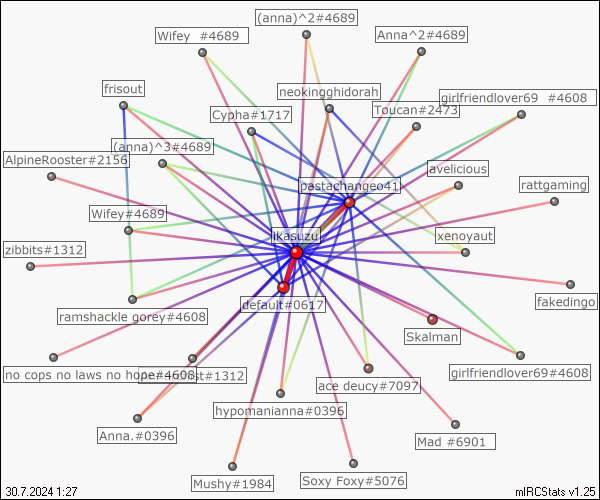 (anna)^2#4689
Wifey #4689
Anna^2#4689
frisout
neokingghidorah
girlfriendlover69 #4608
Cypha#1717
Toucan#2473
(anna)^3#4689
AlpineRooster#2156
avelicious
pastachangeo41
rattgaming
Wifey#4689
ikasuzu
xenoyaut
zibbits#1312
default#0617
fakedingo
ramshackle gorey#4608
Skalman
no cops no laws no hope#4608
st#1312
girlfriendlover69#4608
ace deucy#7097
hypomanianna#0396
Anna.#0396
Mad #6901
Mushy#1984
Soxy Foxy#5076
30.7.2024 1:27
mIRCStats v1.25